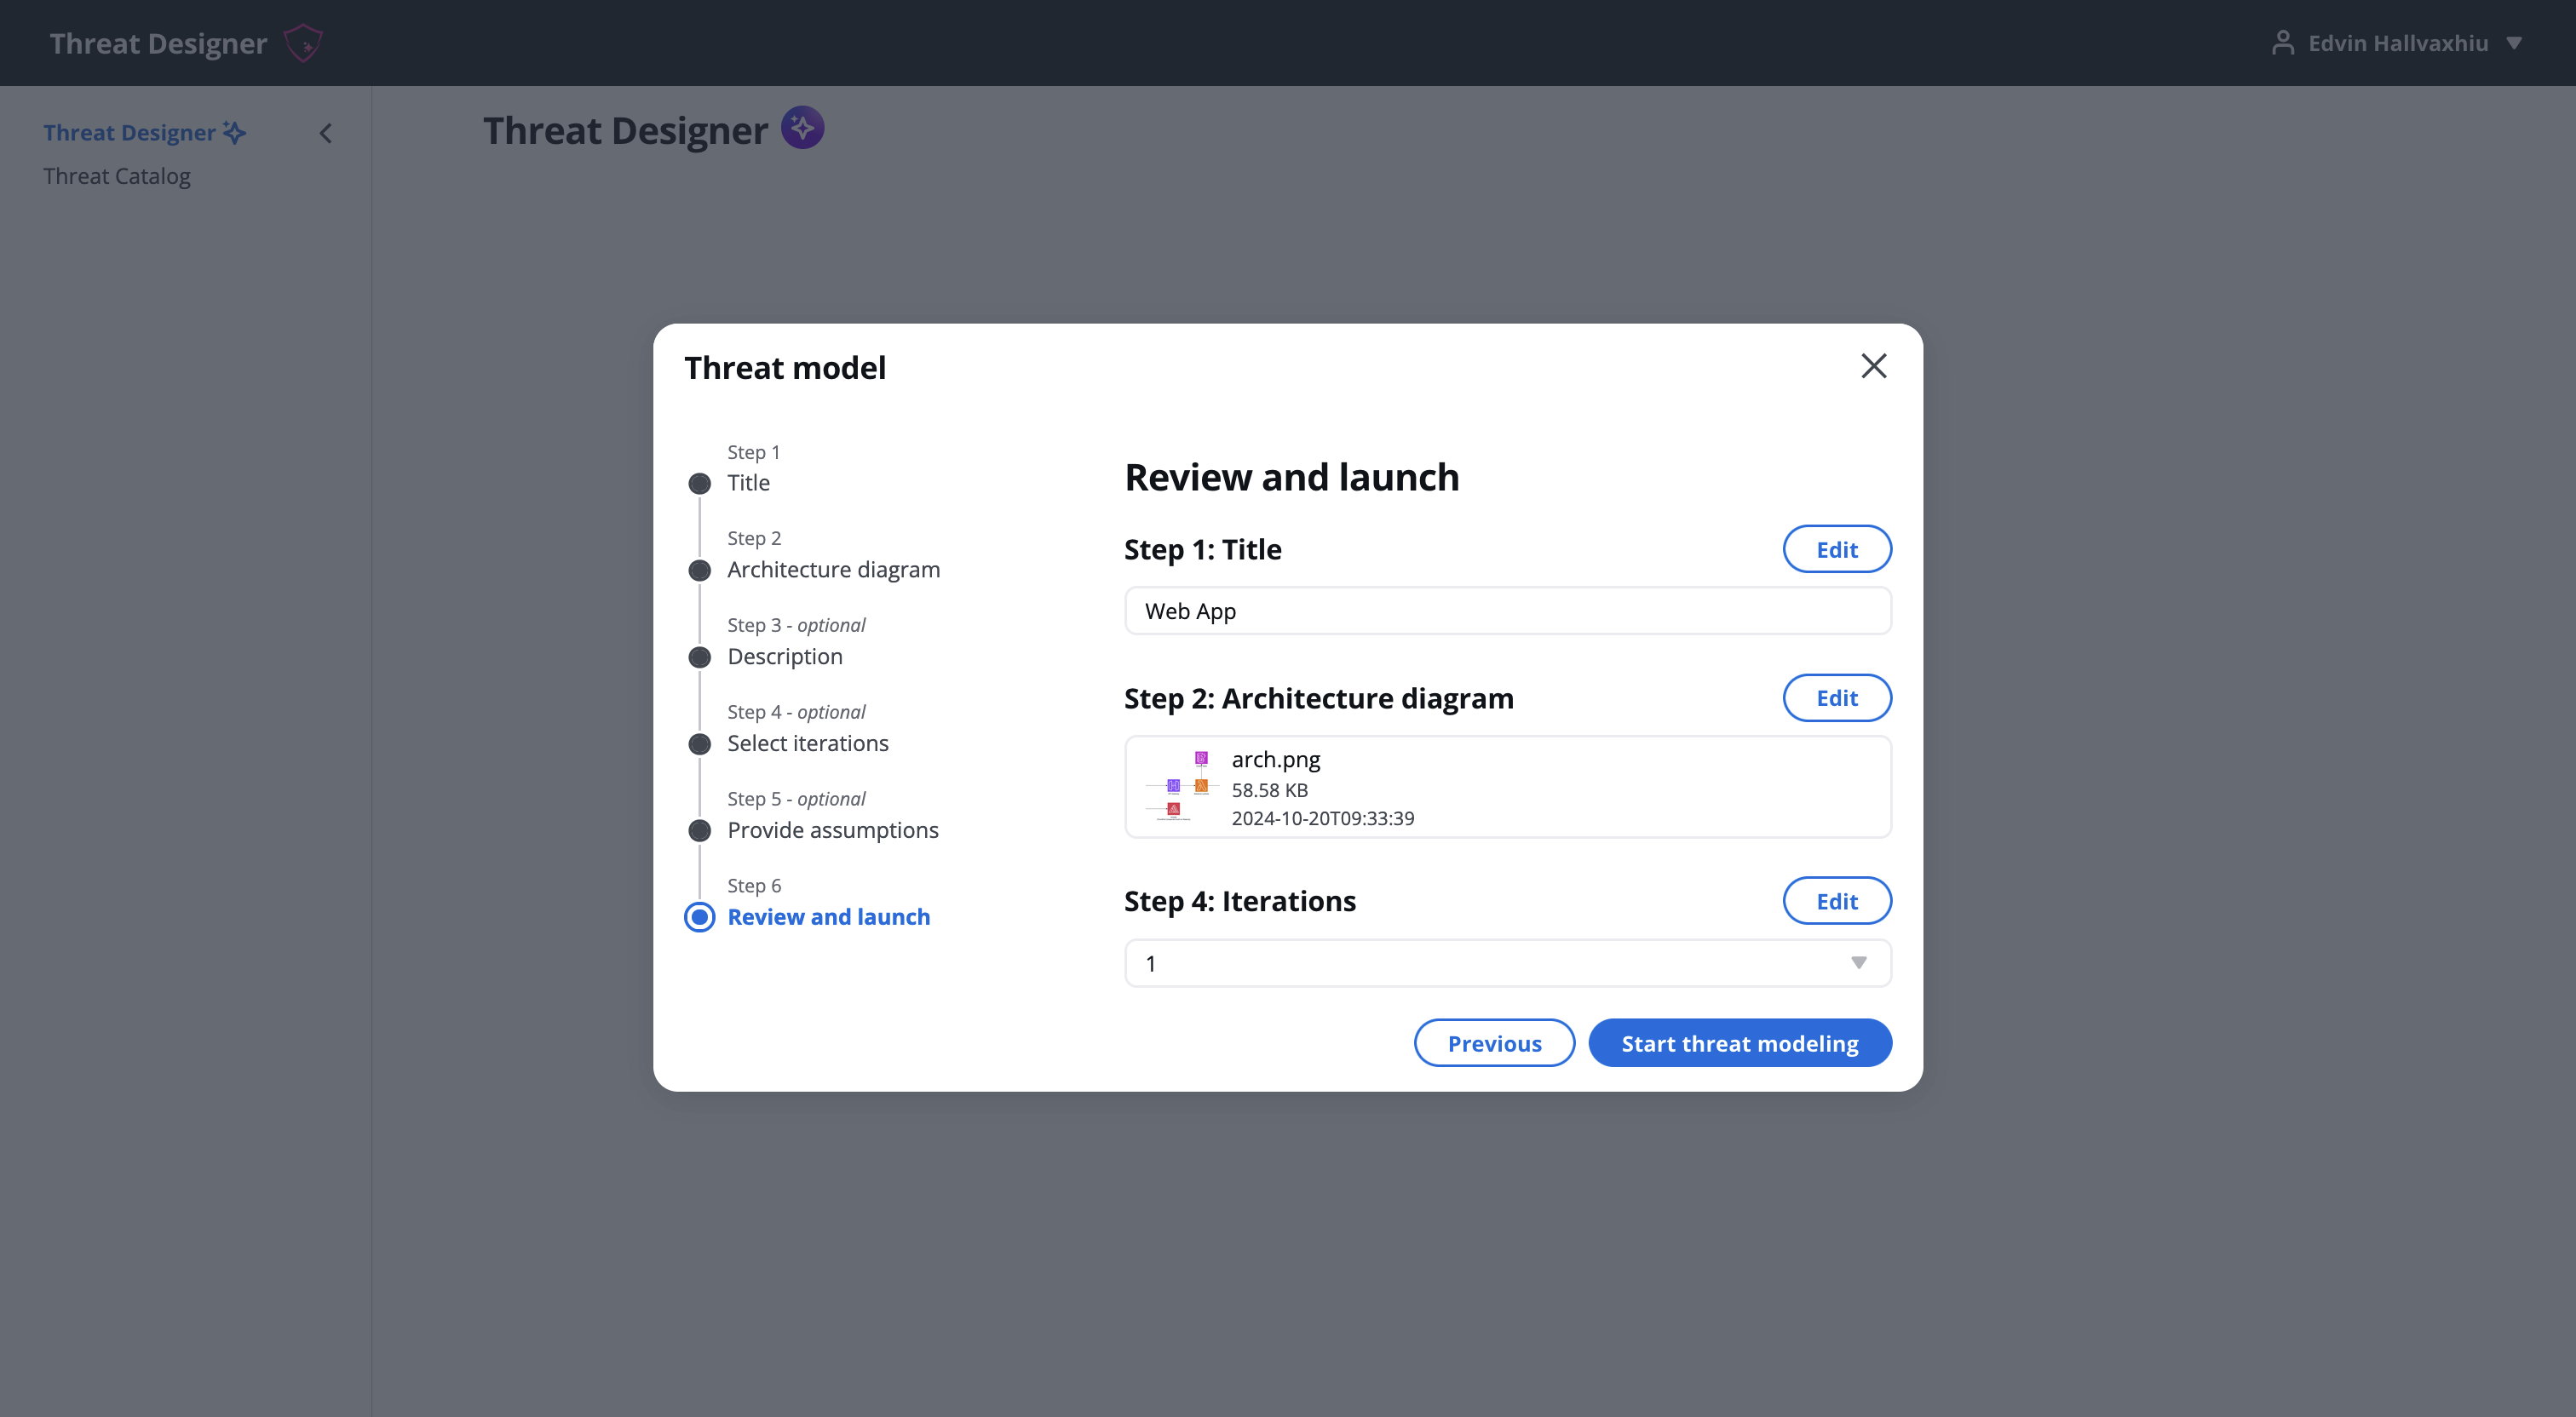 Threat Designer
Edvin Hallvaxhiu
Threat Designer
Threat Catalog
Threat Designer
Threat model
Step 1
Title
Step 2
Architecture diagram
Step 3 - optional
Description
Step 4 - optional
Select iterations
Step 5 - optional
Provide assumptions
Step 6
Review and launch
Review and launch
Step 1: Title
Edit
Web App
Step 2: Architecture diagram
Edit
arch.png
58.58 KB
2024-10-20T09:33:39
Step 4: Iterations
Edit
1
Previous
Start threat modeling